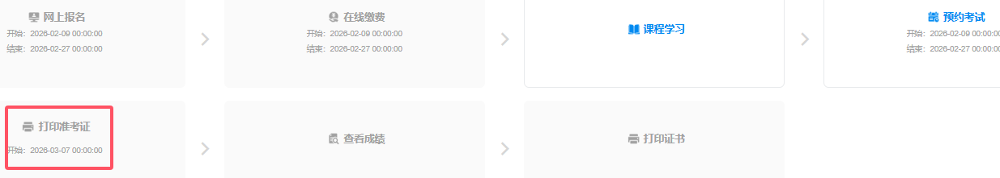 网上报名
开始：2026-02-09 00:00:00
结束：2026-02-27 00:00:00
在线缴费
开始：2026-02-09 00:00:00
结束：2026-02-27 00:00:00
课程学习
预约考试
开始：2026-02-09 00:00:00
结束：2026-02-27 00:00:00
打印准考证
开始：2026-03-07 00:00:00
查看成绩
打印证书